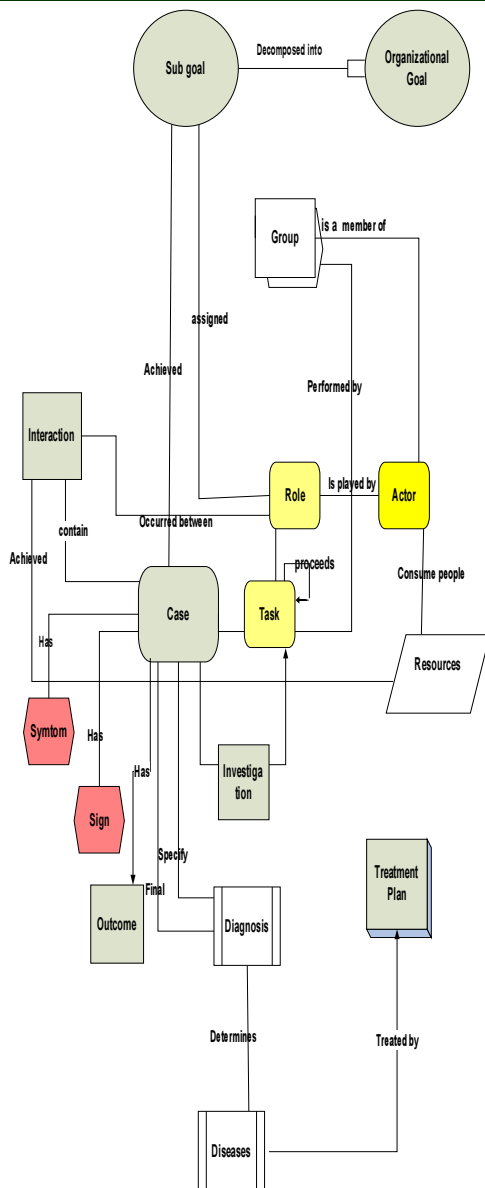 Decomposed into
Sub goal
Organizational
Goal
Group
is a member of
assigned
Achieved
Performed by
Interaction
Is played by
Role
Actor
contain
Occurred between
Achieved
proceeds
Consume people
Case
Task
Has
Resources
Symtom
Has
Has
Investiga
tion
Sign
Specify
Final
Treatment
Plan
Outcome
Diagnosis
Determines
Treated by
Diseases